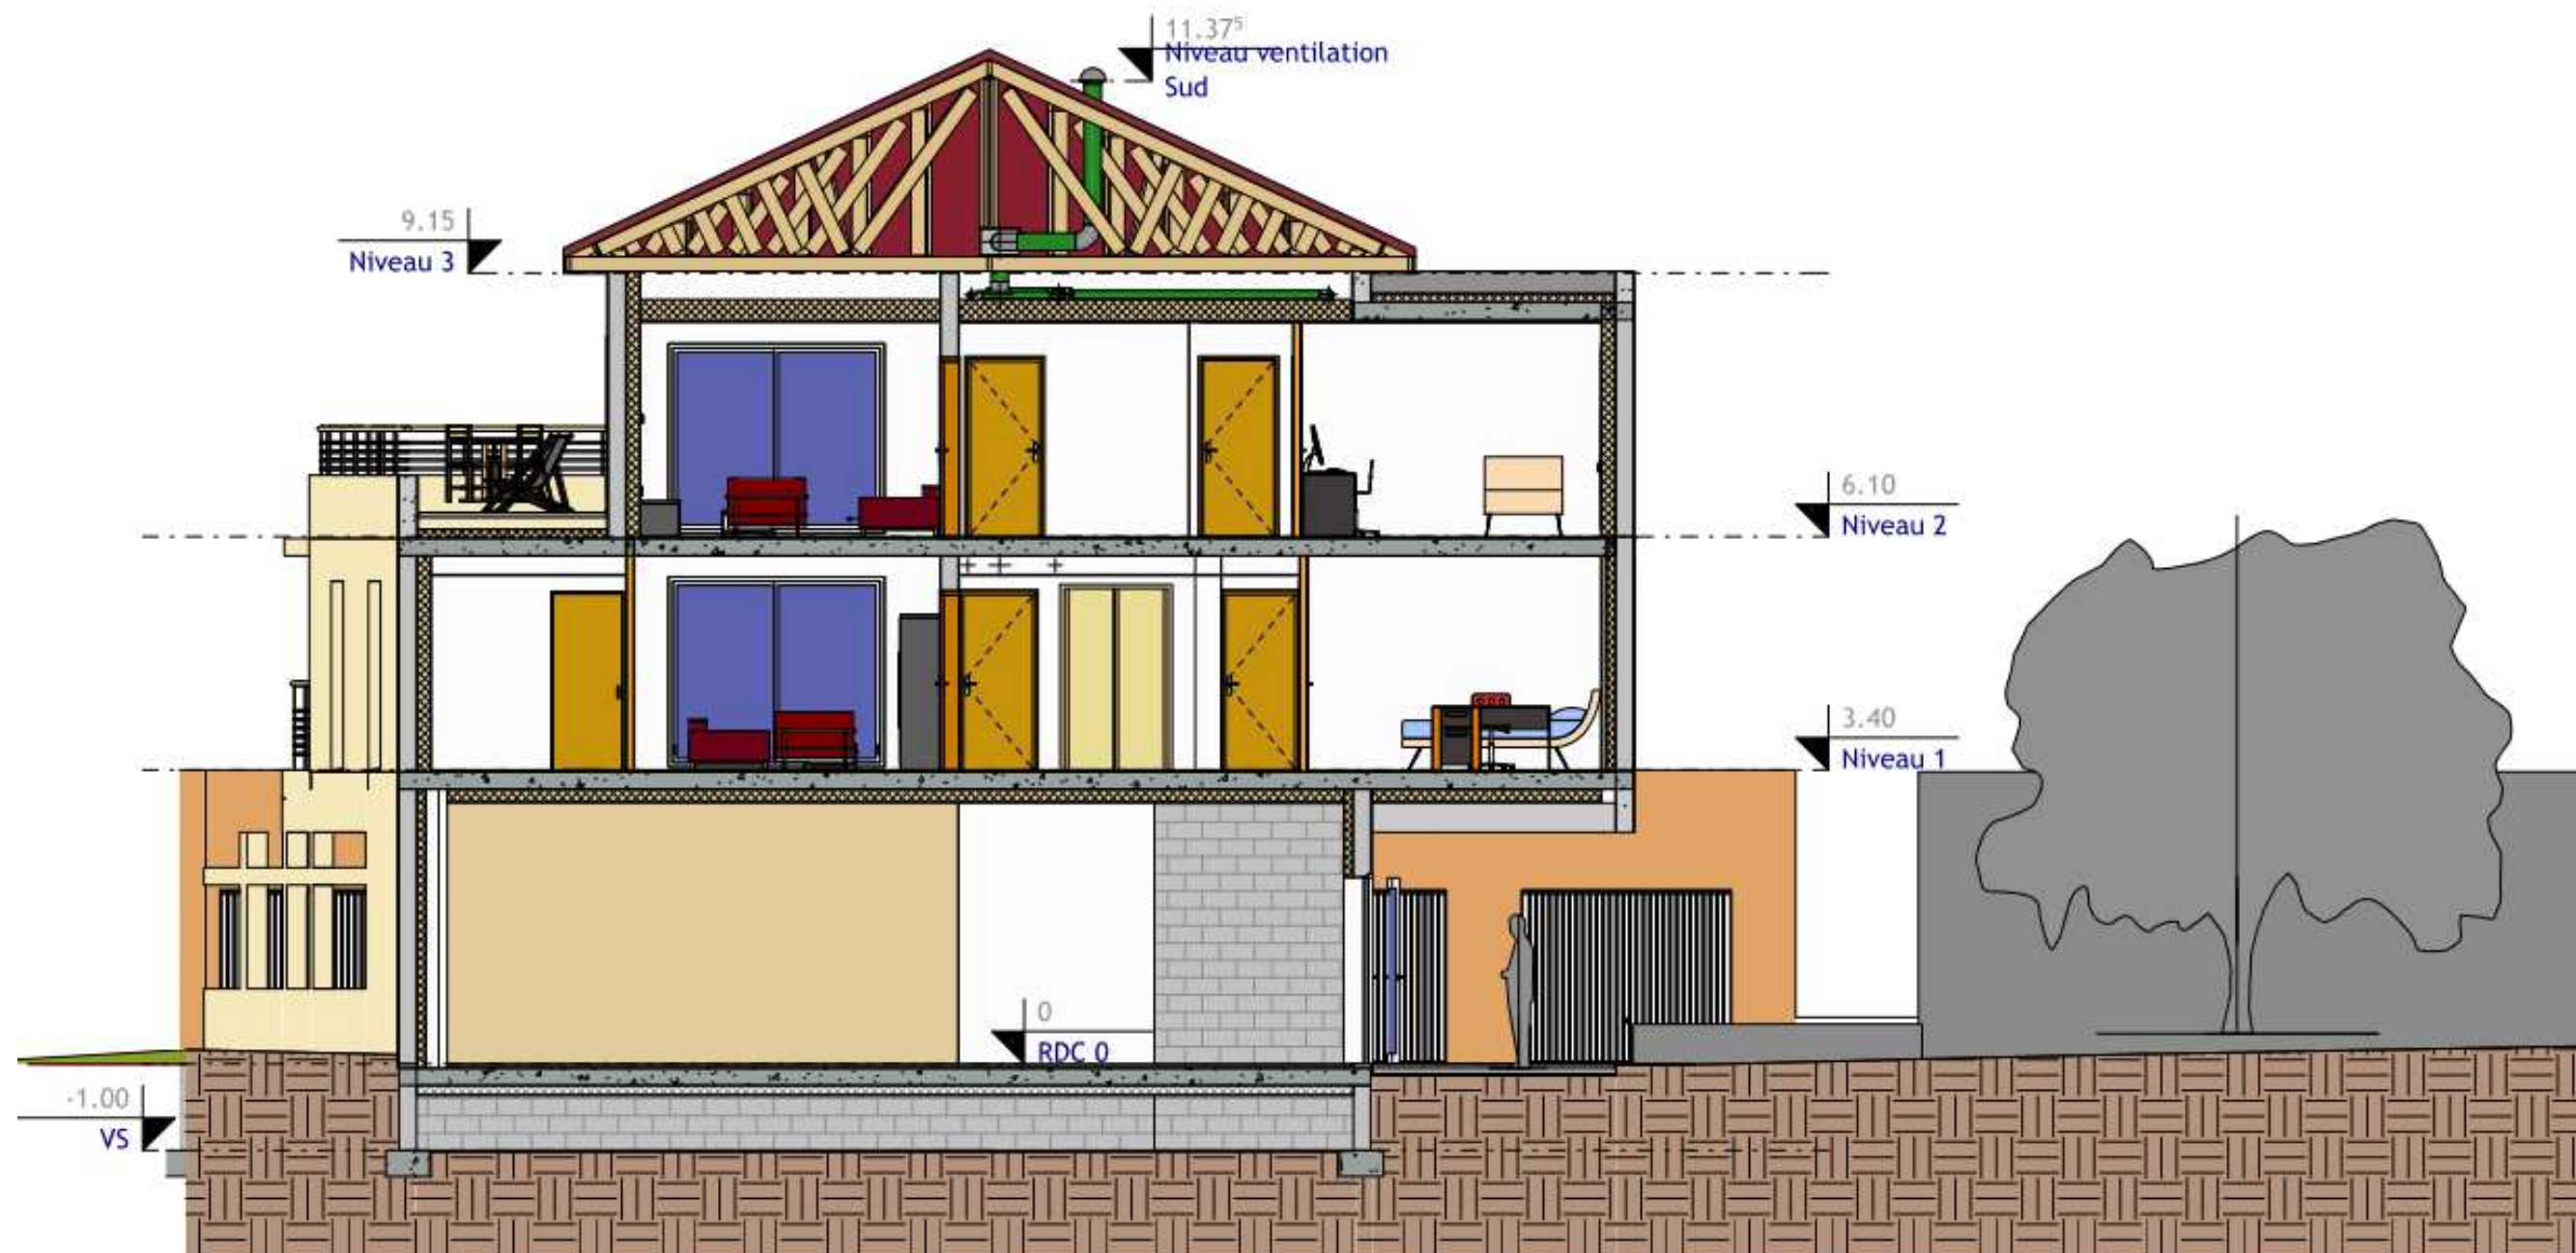 11.37⁵
Niveau ventilation
Sud
9.15
Niveau 3
6.10
Niveau 2
3.40
Niveau 1
0
RDC 0
-1.00
VS